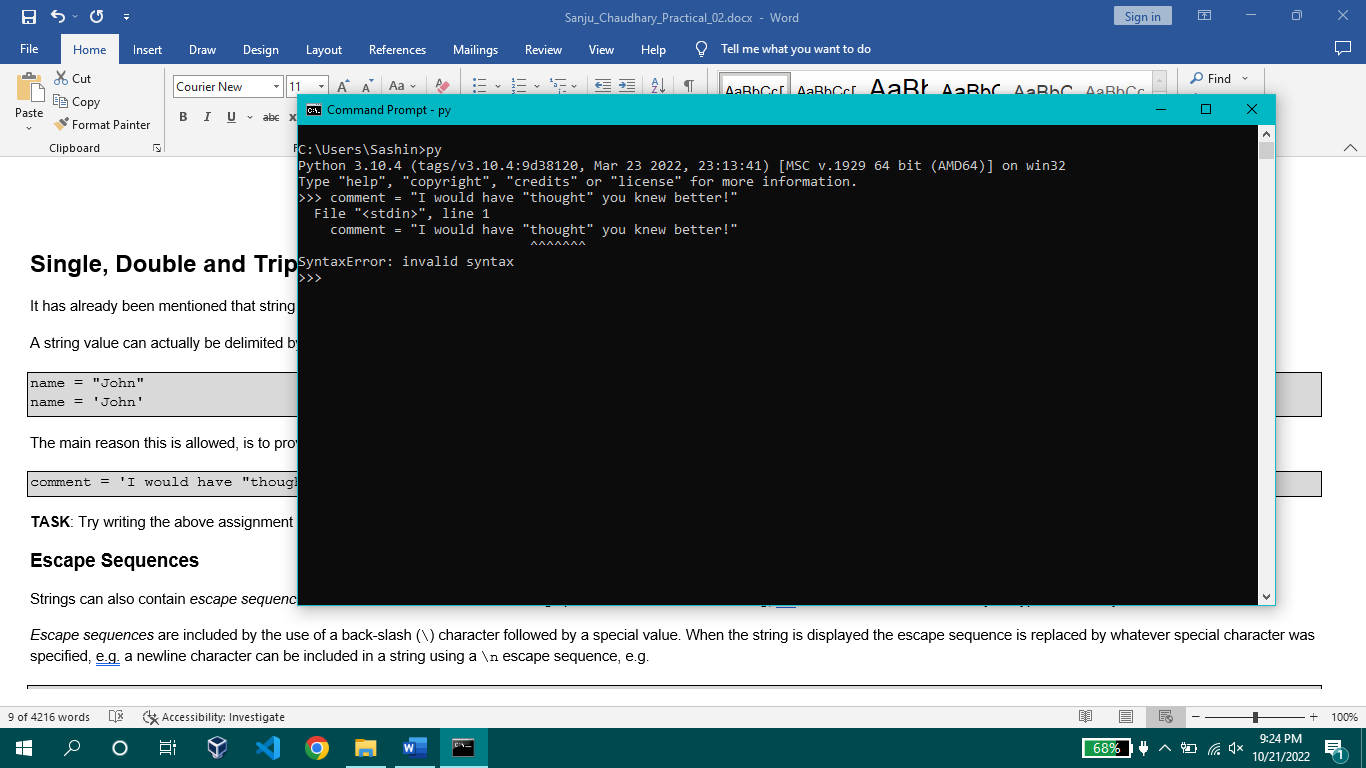 Sanju_Chaudhary_Practical_02.docx - Word
Sign in
File Home Insert Draw Design Layout References Mailings Review View Help Tell me what you want to do
Cut
Copy
Format Painter
Paste
Clipboard
Courier New 11
B I U abc
Aa
AaBbCc[ AaBbCc[ AaBb AaBbC AaBbC AaBbCc
Find
Command Prompt - py
C:\Users\Sashin>py
Python 3.10.4 (tags/v3.10.4:9d38120, Mar 23 2022, 23:13:41) [MSC v.1929 64 bit (AMD64)] on win32
Type "help", "copyright", "credits" or "license" for more information.
>>> comment = "I would have "thought" you knew better!"
  File "<stdin>", line 1
    comment = "I would have "thought" you knew better!"
                             ^^^^^^^
SyntaxError: invalid syntax
>>>
Single, Double and Trip
It has already been mentioned that string
A string value can actually be delimited by
name = "John"
name = 'John'
The main reason this is allowed, is to prov
comment = 'I would have "though
TASK: Try writing the above assignment
Escape Sequences
Strings can also contain escape sequenc
Escape sequences are included by the use of a back-slash (\) character followed by a special value. When the string is displayed the escape sequence is replaced by whatever special character was
specified, e.g. a newline character can be included in a string using a \n escape sequence, e.g.
9 of 4216 words Accessibility: Investigate 100%
68%
9:24 PM
10/21/2022
1